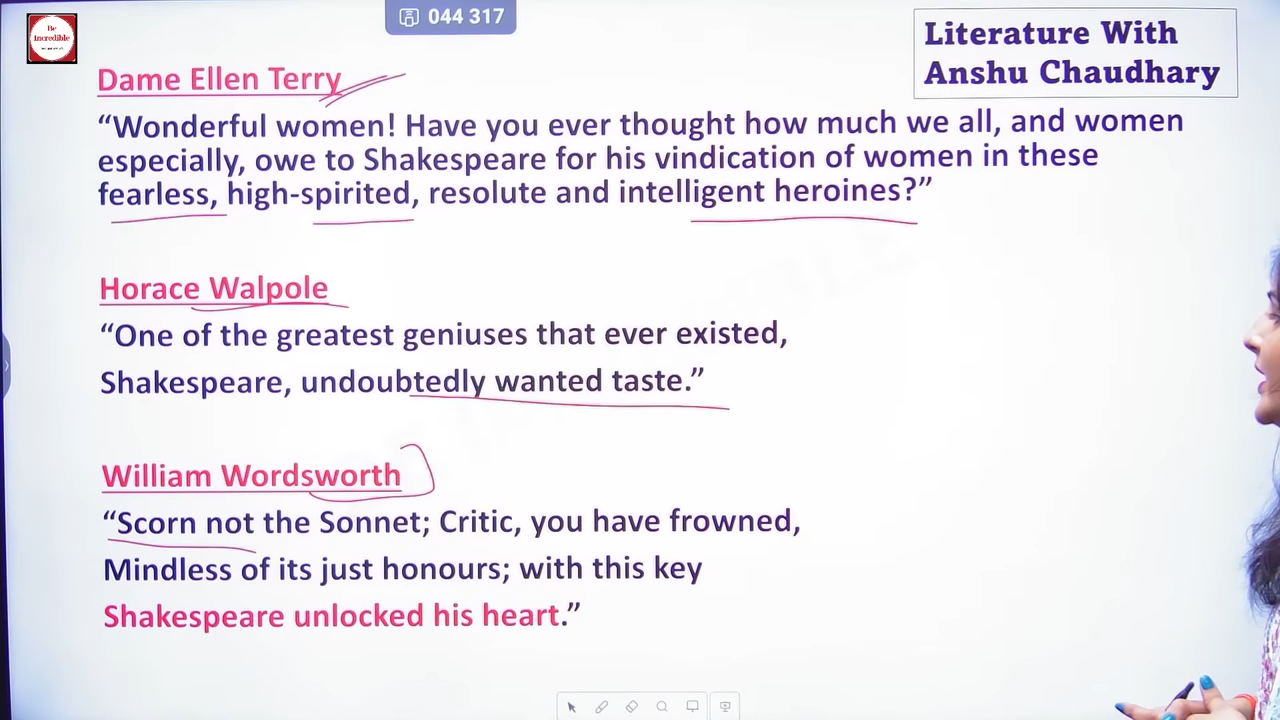 Be
Incredible
044 317
Literature With
Anshu Chaudhary
Dame Ellen Terry
“Wonderful women! Have you ever thought how much we all, and women
especially, owe to Shakespeare for his vindication of women in these
fearless, high-spirited, resolute and intelligent heroines?”
Horace Walpole
“One of the greatest geniuses that ever existed,
Shakespeare, undoubtedly wanted taste.”
William Wordsworth
“Scorn not the Sonnet; Critic, you have frowned,
Mindless of its just honours; with this key
Shakespeare unlocked his heart.”